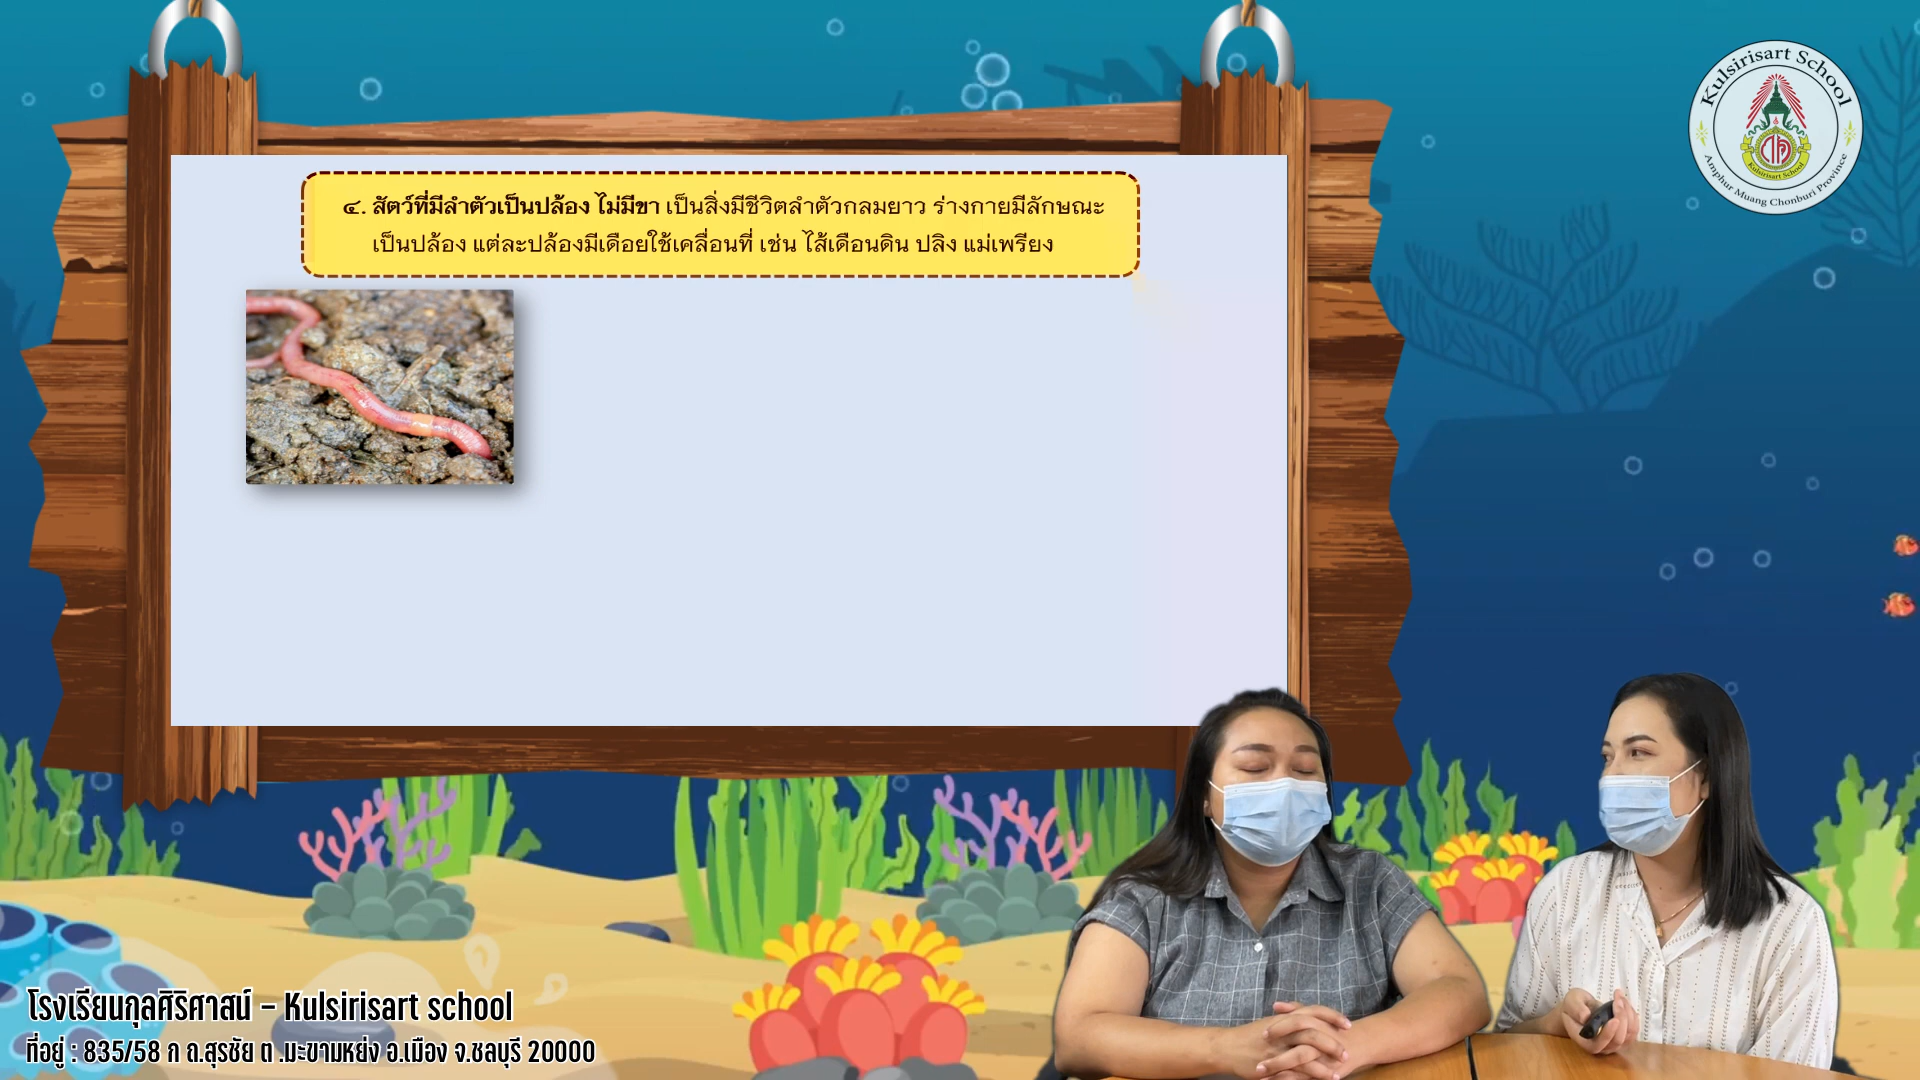 ๔. สัตว์ที่มีลำตัวเป็นปล้อง ไม่มีขา เป็นสิ่งมีชีวิตลำตัวกลมยาว ร่างกายมีลักษณะ
เป็นปล้อง แต่ละปล้องมีเดือยใช้เคลื่อนที่ เช่น ไส้เดือนดิน ปลิง แม่เพรียง
Kulsirisart School
Kulsirisart School
Amphur Muang Chonburi Province
โรงเรียนกุลศิริศาสน์ - Kulsirisart school
ที่อยู่ : 835/58 ก ถ.สุรชัย ต .มะขามหย่ง อ.เมือง จ.ชลบุรี 20000